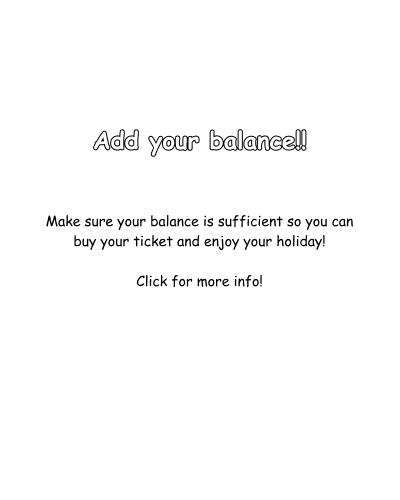 Add your balance!!
Make sure your balance is sufficient so you can
buy your ticket and enjoy your holiday!
Click for more info!